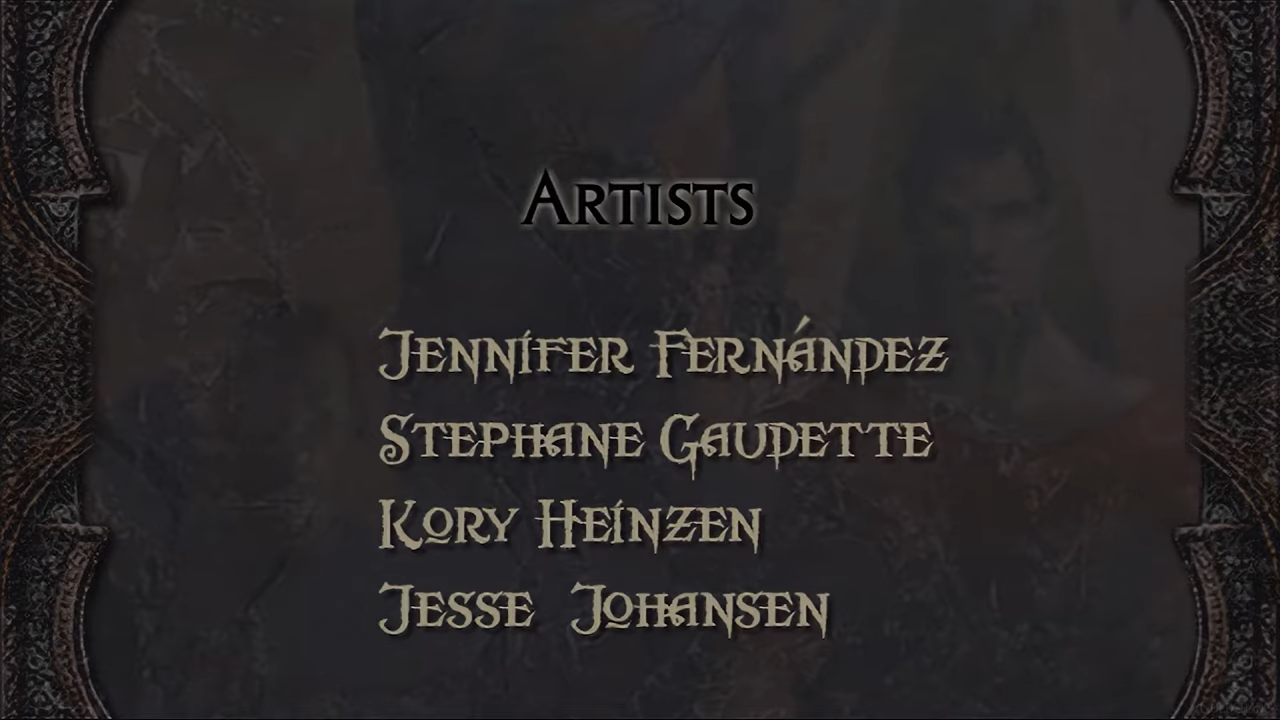 Artists
Jennifer Fernández
Stephane Gaudette
Kory Heinzen
Jesse Johansen